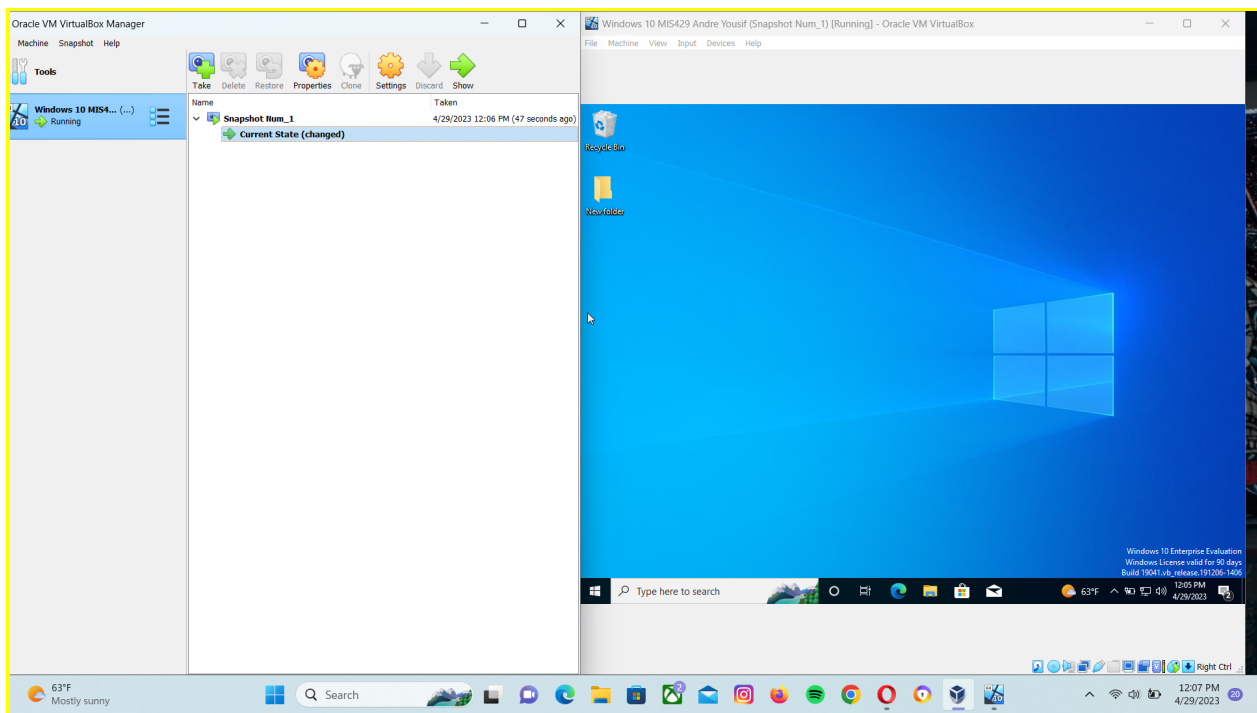 Oracle VM VirtualBox Manager
Machine Snapshot Help
Tools
Take Delete Restore Properties Clone Settings Discard Show
Windows 10 MIS4... (...)
Running
Name Taken
Snapshot Num_1 4/29/2023 12:06 PM (47 seconds ago)
Current State (changed)
Windows 10 MIS429 Andre Yousif (Snapshot Num_1) [Running] - Oracle VM VirtualBox
File Machine View Input Devices Help
Recycle Bin
New folder
Windows 10 Enterprise Evaluation
Windows License valid for 90 days
Build 19041.vb_release.191206-1406
Type here to search
63°F
12:05 PM
4/29/2023
2
Right Ctrl
63°F
Mostly sunny
Search
2
12:07 PM
4/29/2023
20